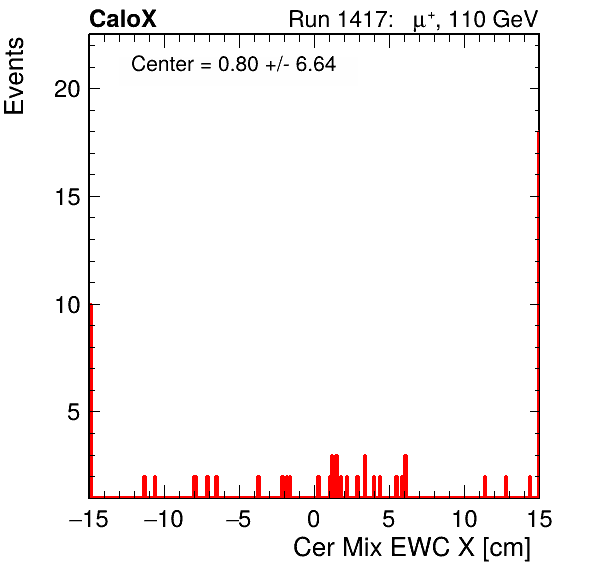 CaloX Run 1417: μ⁺, 110 GeV
Center = 0.80 +/- 6.64
Events
20
15
10
5
−15 −10 −5 0 5 10 15
Cer Mix EWC X [cm]